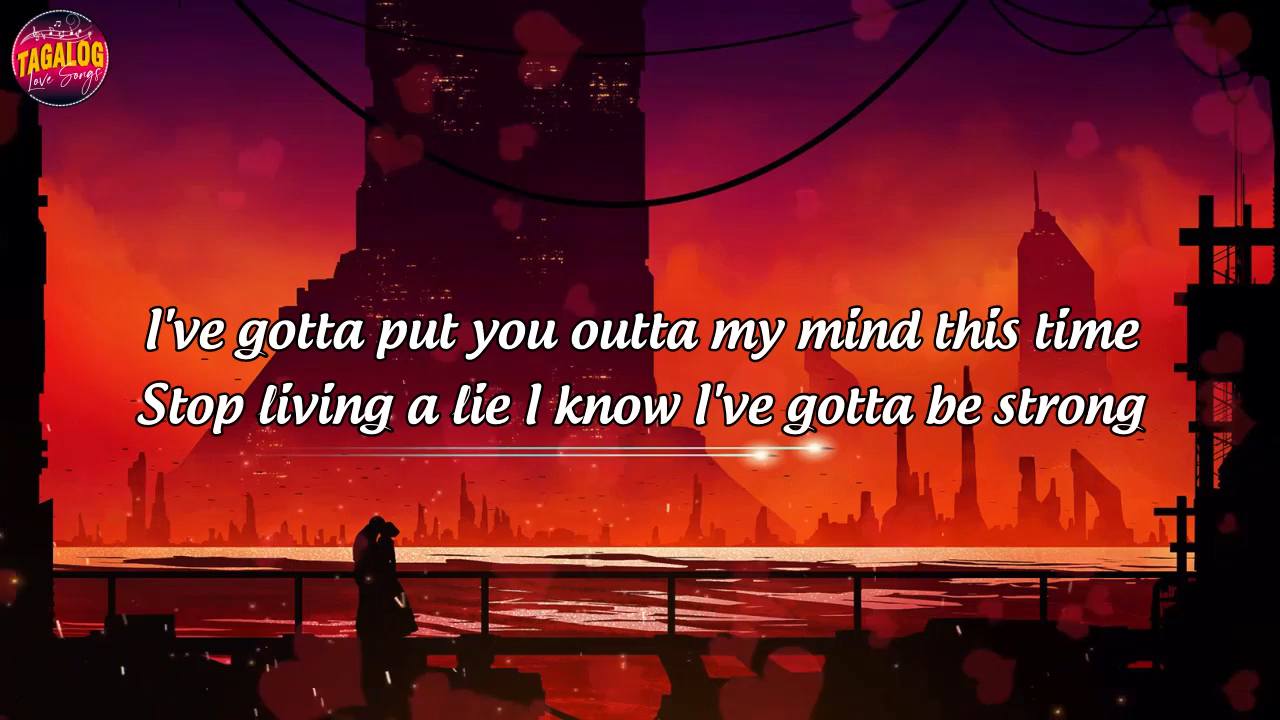 TAGALOG
Love Songs
I've gotta put you outta my mind this time
Stop living a lie I know I've gotta be strong